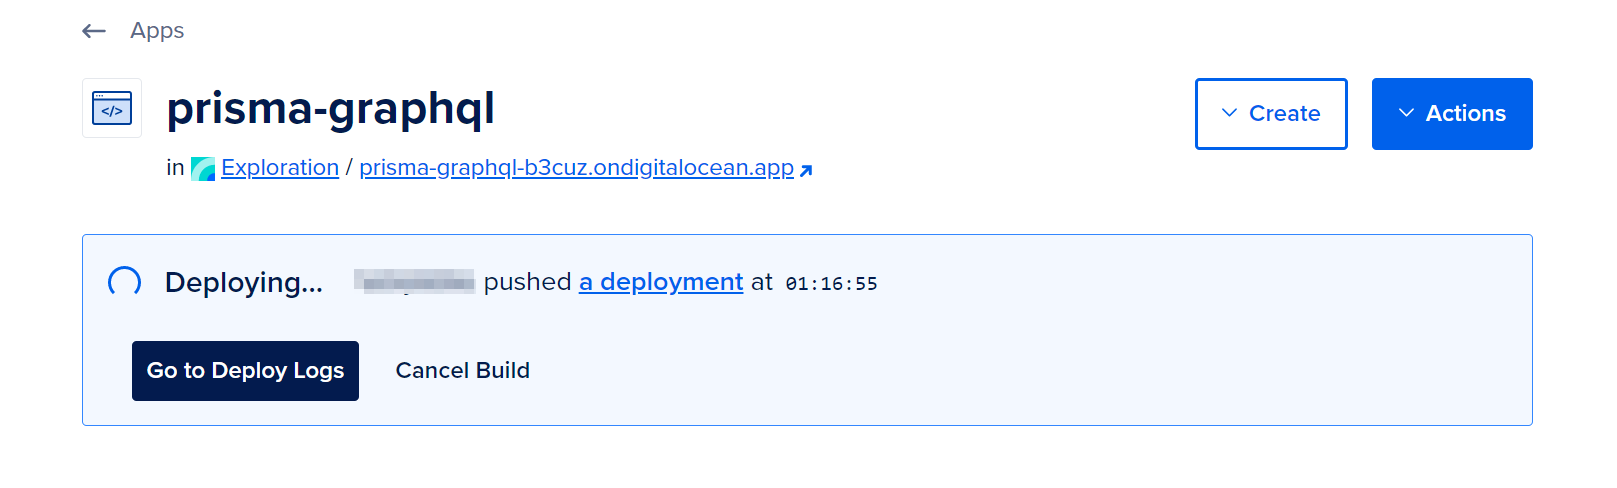 ← Apps
</> prisma-graphql
Create
Actions
in Exploration / prisma-graphql-b3cuz.ondigitalocean.app
Deploying... pushed a deployment at 01:16:55
Go to Deploy Logs
Cancel Build